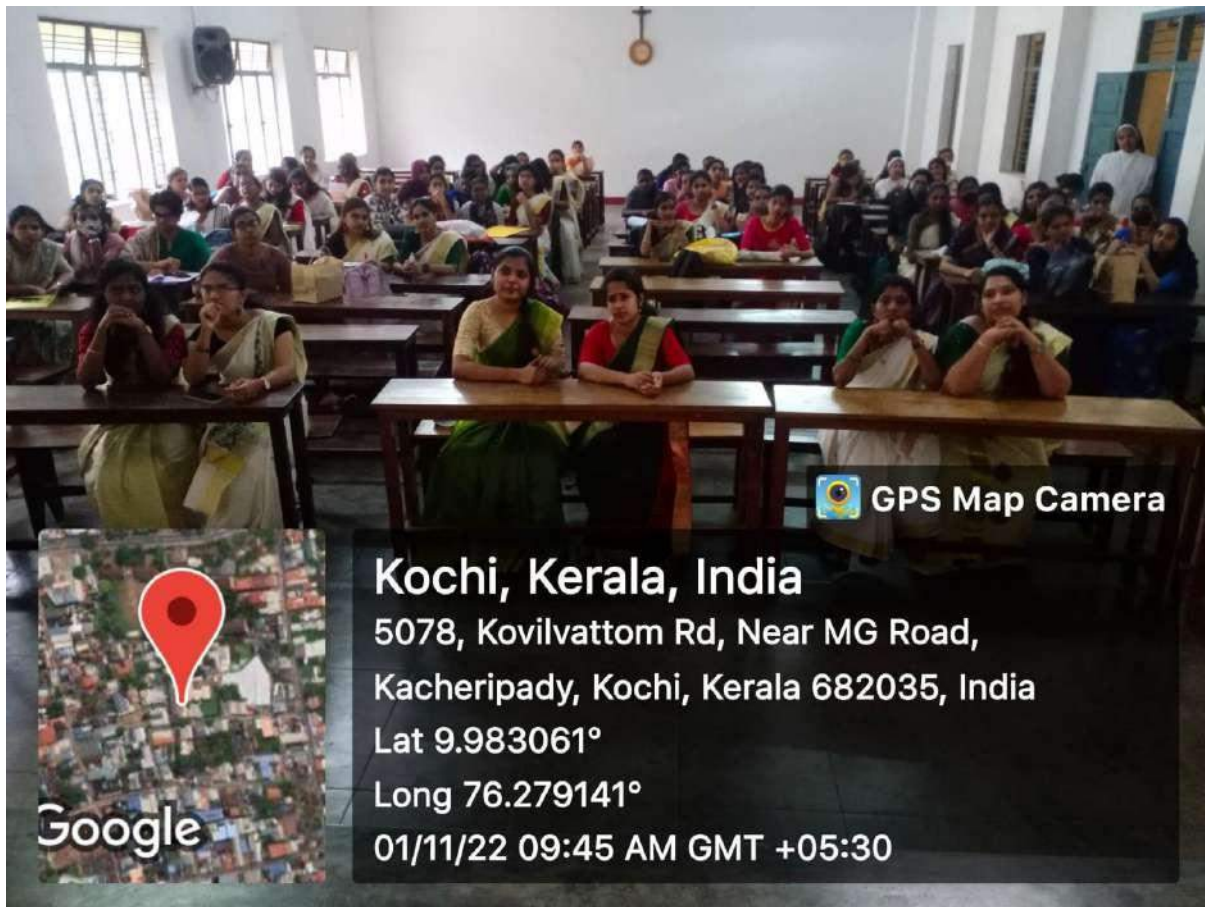 GPS Map Camera
Kochi, Kerala, India
5078, Kovilvattom Rd, Near MG Road,
Kacheripady, Kochi, Kerala 682035, India
Lat 9.983061°
Long 76.279141°
01/11/22 09:45 AM GMT +05:30
Google